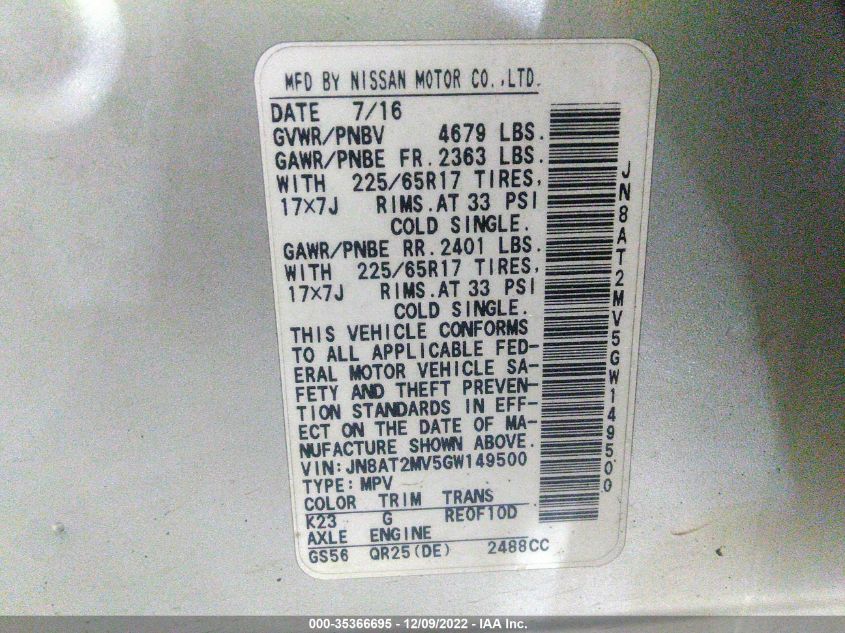 MFD BY NISSAN MOTOR CO.,LTD.
DATE 7/16
GVWR/PNBV 4679 LBS.
GAWR/PNBE FR. 2363 LBS.
WITH 225/65R17 TIRES,
17×7J RIMS.AT 33 PSI
COLD SINGLE.
GAWR/PNBE RR. 2401 LBS.
WITH 225/65R17 TIRES,
17×7J RIMS.AT 33 PSI
COLD SINGLE.
THIS VEHICLE CONFORMS
TO ALL APPLICABLE FED-
ERAL MOTOR VEHICLE SA-
FETY AND THEFT PREVEN-
TION STANDARDS IN EFF-
ECT ON THE DATE OF MA-
NUFACTURE SHOWN ABOVE.
VIN: JN8AT2MV5GW149500
TYPE: MPV
COLOR TRIM TRANS
K23 G RE0F10D
AXLE ENGINE
GS56 QR25(DE) 2488CC
JN8AT2MV5GW149500
000-35366695 - 12/09/2022 - IAA Inc.